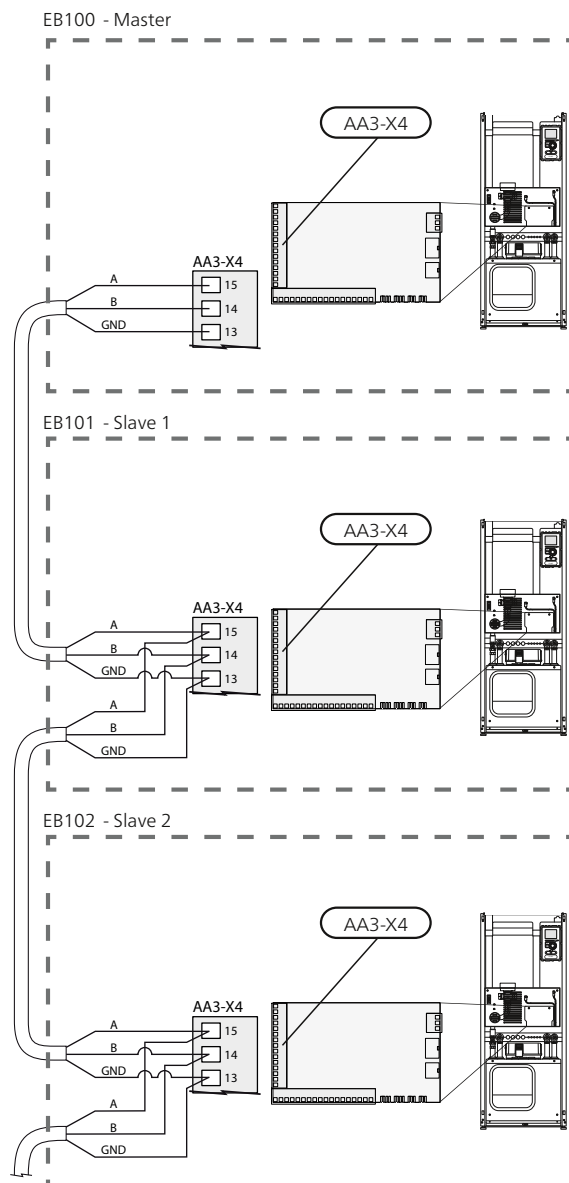 EB100 - Master
AA3-X4
AA3-X4
A
15
B
14
GND
13
EB101 - Slave 1
AA3-X4
AA3-X4
A
15
B
14
GND
13
A
B
GND
EB102 - Slave 2
AA3-X4
AA3-X4
A
15
B
14
GND
13
A
B
GND